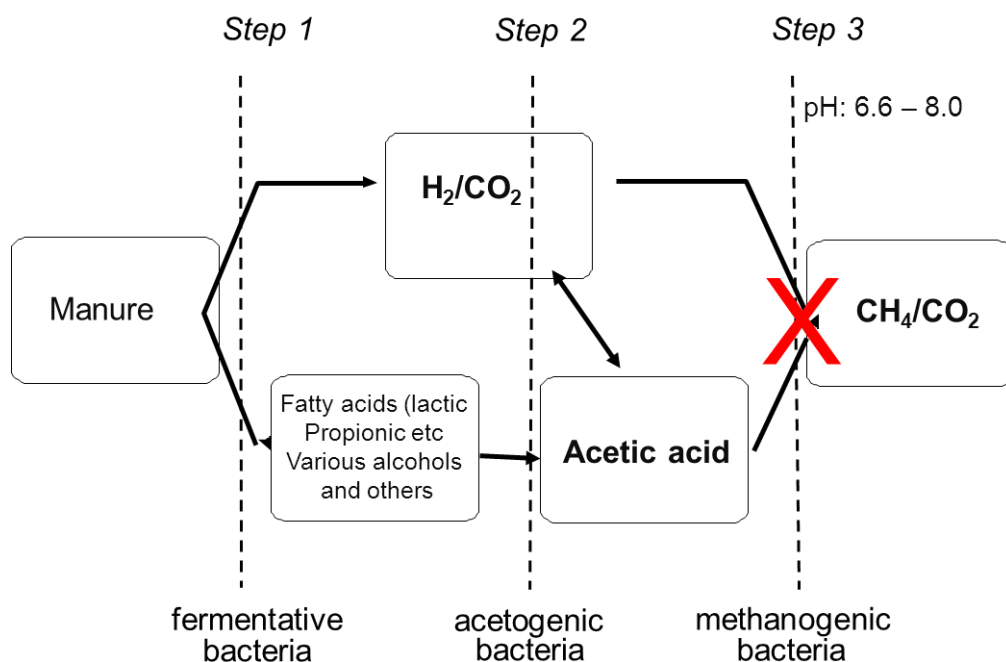 Step 1
Step 2
Step 3
pH: 6.6 – 8.0
H₂/CO₂
Manure
CH₄/CO₂
Fatty acids (lactic
Propionic etc
Various alcohols
and others
Acetic acid
fermentative
bacteria
acetogenic
bacteria
methanogenic
bacteria